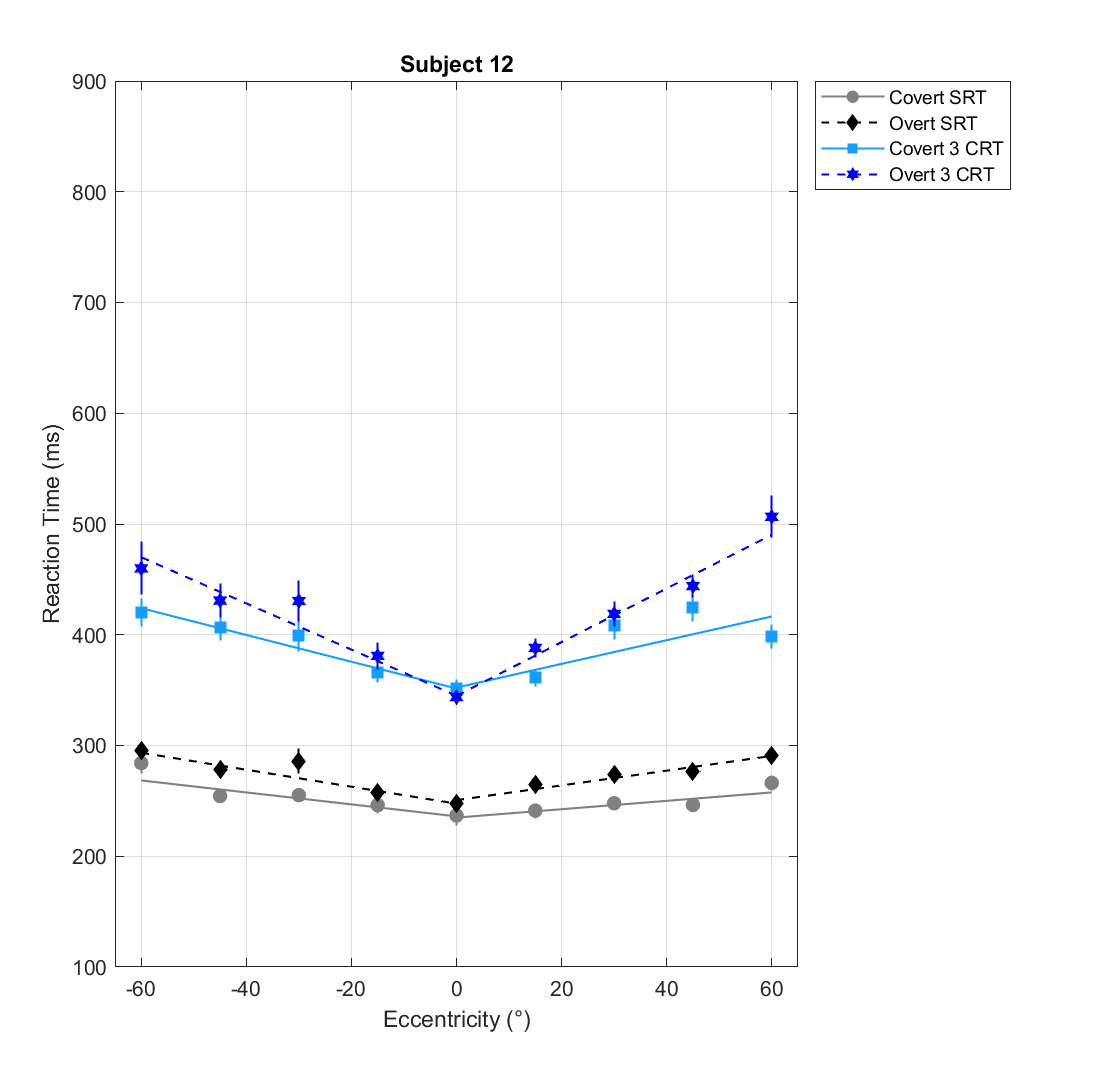 Subject 12
900
800
700
600
500
400
300
200
100
Reaction Time (ms)
-60 -40 -20 0 20 40 60
Eccentricity (°)
Covert SRT
Overt SRT
Covert 3 CRT
Overt 3 CRT